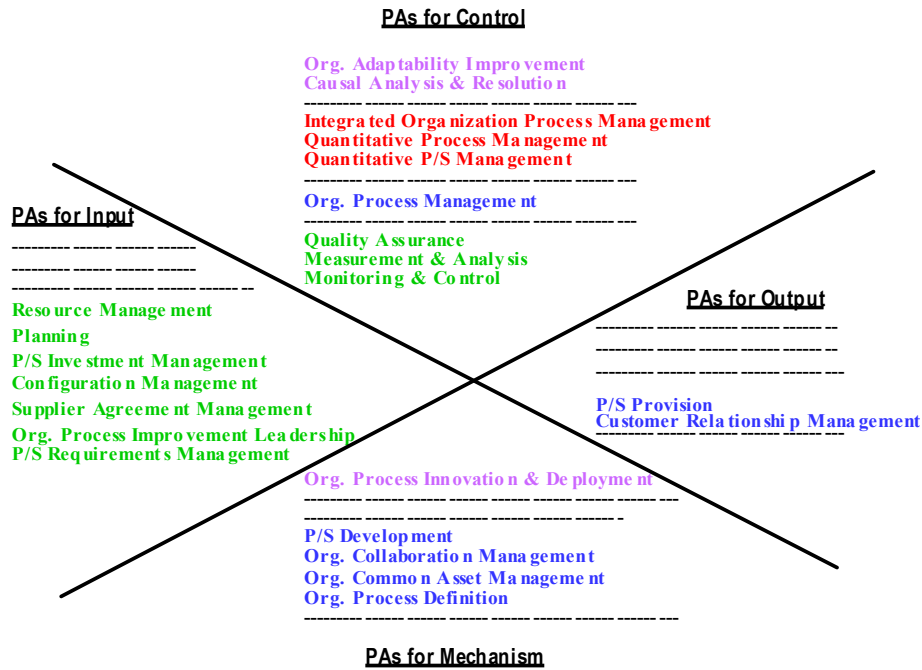 PAs for Control
Org. Adaptability Improvement
Causal Analysis & Resolution
Integrated Organization Process Management
Quantitative Process Management
Quantitative P/S Management
Org. Process Management
Quality Assurance
Measurement & Analysis
Monitoring & Control
PAs for Input
Resource Management
Planning
P/S Investment Management
Configuration Management
Supplier Agreement Management
Org. Process Improvement Leadership
P/S Requirements Management
PAs for Output
P/S Provision
Customer Relationship Management
Org. Process Innovation & Deployment
P/S Development
Org. Collaboration Management
Org. Common Asset Management
Org. Process Definition
PAs for Mechanism